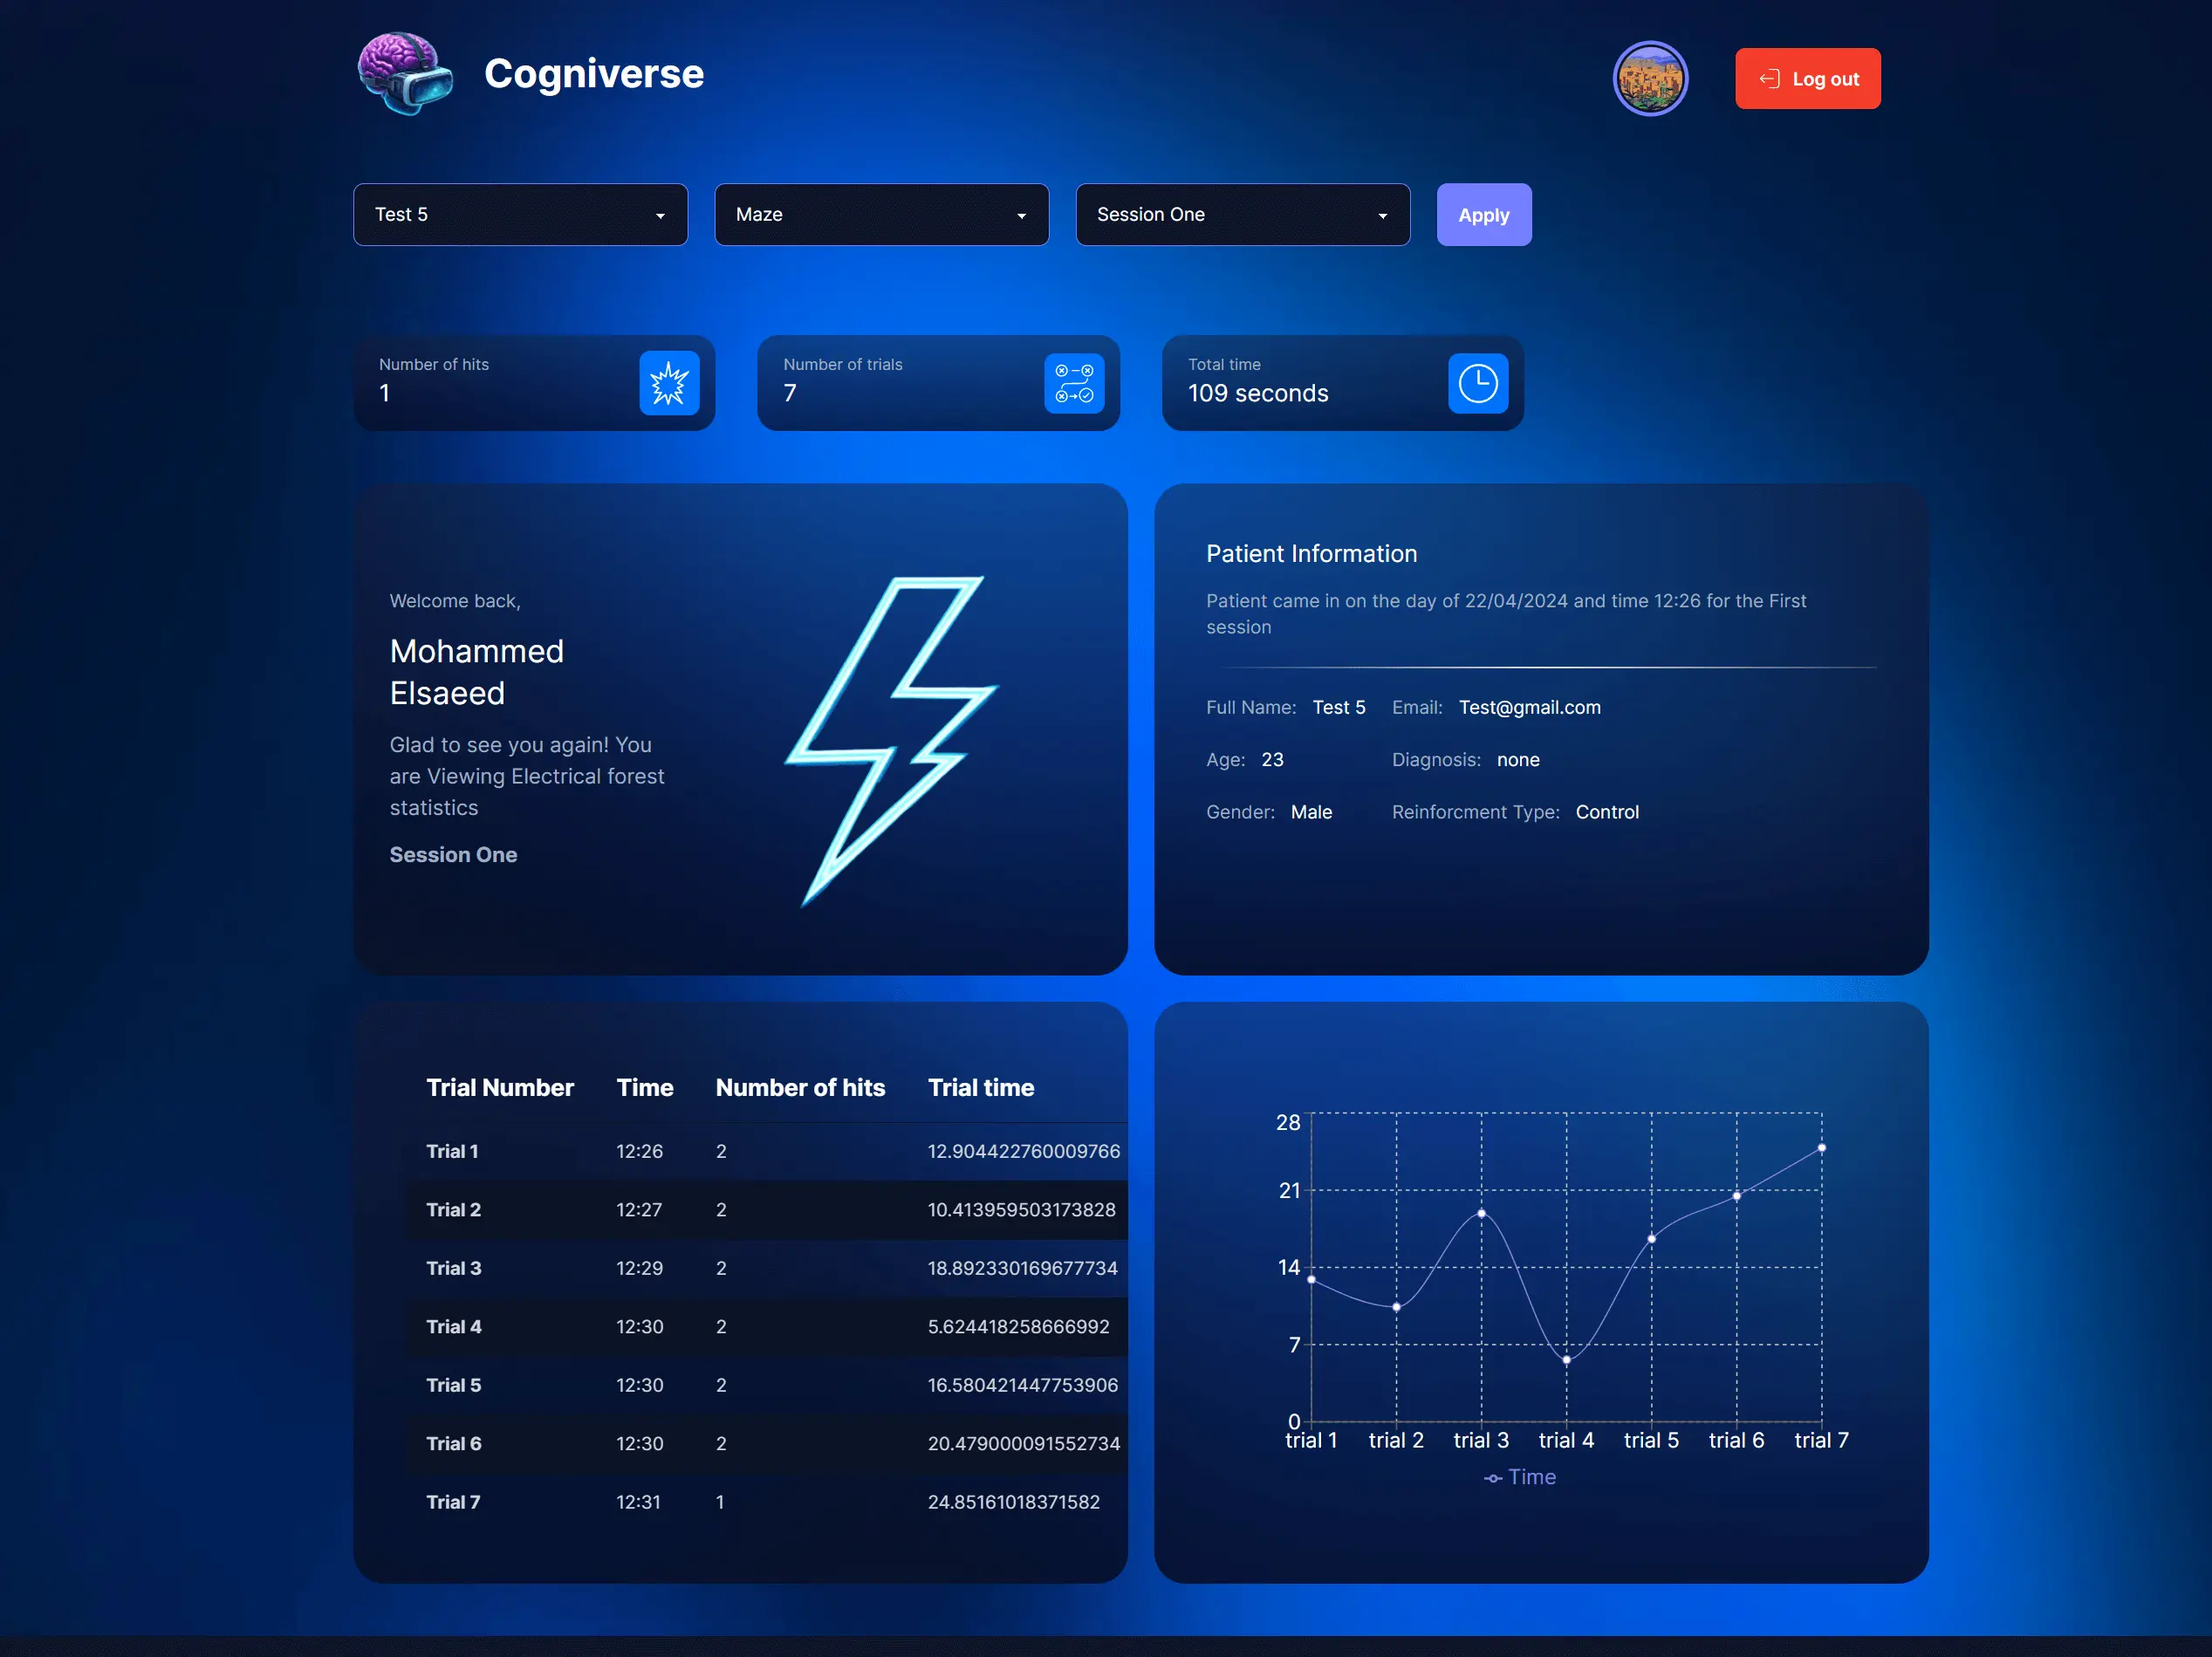 Cogniverse
Log out
Test 5
Maze
Session One
Apply
Number of hits
1
Number of trials
7
Total time
109 seconds
Welcome back,
Mohammed
Elsaeed
Glad to see you again! You
are Viewing Electrical forest
statistics
Session One
Patient Information
Patient came in on the day of 22/04/2024 and time 12:26 for the First
session
Full Name: Test 5 Email: Test@gmail.com
Age: 23 Diagnosis: none
Gender: Male Reinforcment Type: Control
Trial Number Time Number of hits Trial time
Trial 1 12:26 2 12.904422760009766
Trial 2 12:27 2 10.413959503173828
Trial 3 12:29 2 18.892330169677734
Trial 4 12:30 2 5.624418258666992
Trial 5 12:30 2 16.580421447753906
Trial 6 12:30 2 20.479000091552734
Trial 7 12:31 1 24.85161018371582
28
21
14
7
0
trial 1 trial 2 trial 3 trial 4 trial 5 trial 6 trial 7
Time